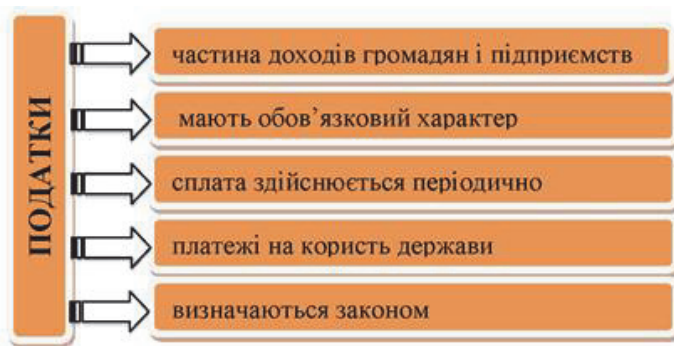 ПОДАТКИ
частина доходів громадян і підприємств
мають обов’язковий характер
сплата здійснюється періодично
платежі на користь держави
визначаються законом